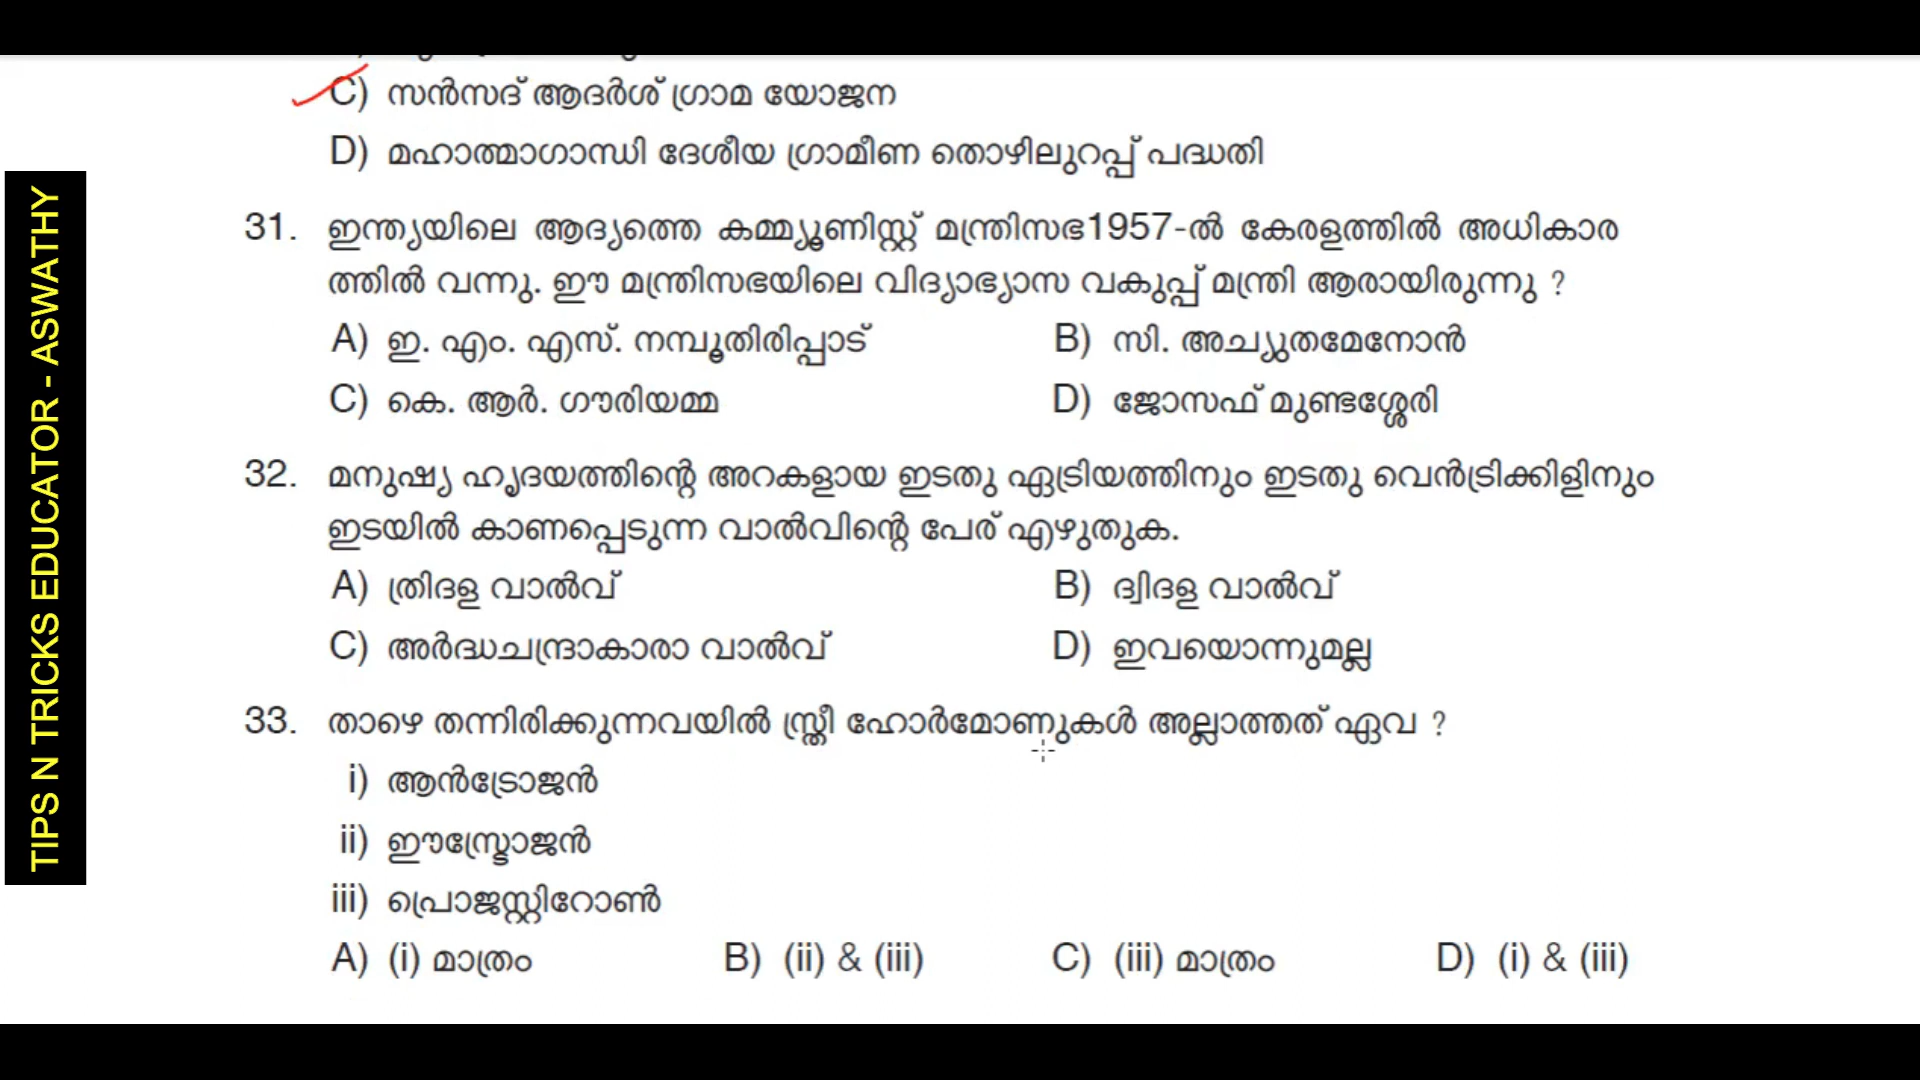 C) സൻസദ് ആദർശ് ഗ്രാമ യോജന
D) മഹാത്മാഗാന്ധി ദേശീയ ഗ്രാമീണ തൊഴിലുറപ്പ് പദ്ധതി
31. ഇന്ത്യയിലെ ആദ്യത്തെ കമ്മ്യൂണിസ്റ്റ് മന്ത്രിസഭ1957-ൽ കേരളത്തിൽ അധികാര
ത്തിൽ വന്നു. ഈ മന്ത്രിസഭയിലെ വിദ്യാഭ്യാസ വകുപ്പ് മന്ത്രി ആരായിരുന്നു ?
A) ഇ. എം. എസ്. നമ്പൂതിരിപ്പാട് B) സി. അച്യുതമേനോൻ
C) കെ. ആർ. ഗൗരിയമ്മ D) ജോസഫ് മുണ്ടശ്ശേരി
32. മനുഷ്യ ഹൃദയത്തിന്റെ അറകളായ ഇടതു ഏട്രിയത്തിനും ഇടതു വെൻട്രിക്കിളിനും
ഇടയിൽ കാണപ്പെടുന്ന വാൽവിന്റെ പേര് എഴുതുക.
A) ത്രിദള വാൽവ് B) ദ്വിദള വാൽവ്
C) അർദ്ധചന്ദ്രാകാരാ വാൽവ് D) ഇവയൊന്നുമല്ല
33. താഴെ തന്നിരിക്കുന്നവയിൽ സ്ത്രീ ഹോർമോണുകൾ അല്ലാത്തത് ഏവ ?
i) ആൻട്രോജൻ
ii) ഈസ്ട്രോജൻ
iii) പ്രൊജസ്റ്റിറോൺ
A) (i) മാത്രം B) (ii) & (iii) C) (iii) മാത്രം D) (i) & (iii)
TIPS N TRICKS EDUCATOR - ASWATHY